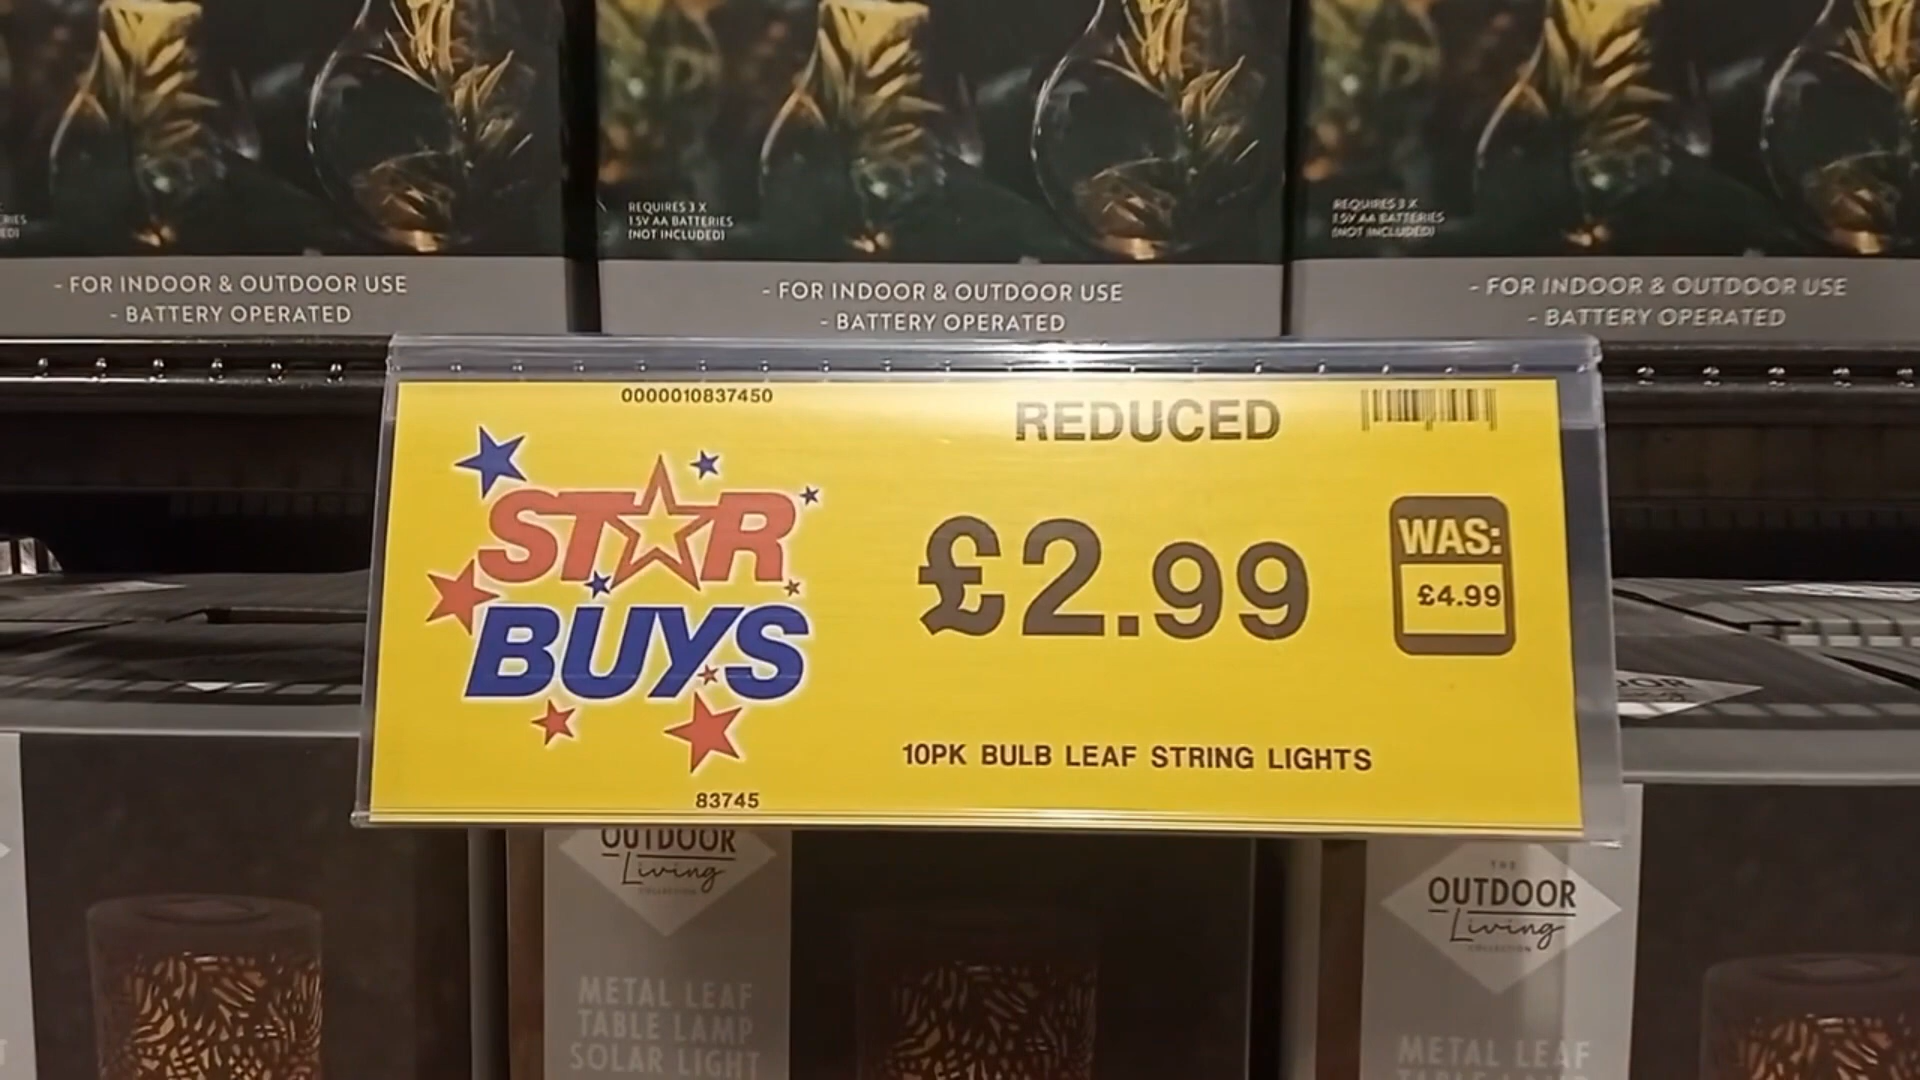 REQUIRES 3 X
1.5V AA BATTERIES
(NOT INCLUDED)
REQUIRES 3 X
1.5V AA BATTERIES
(NOT INCLUDED)
- FOR INDOOR & OUTDOOR USE
- BATTERY OPERATED
- FOR INDOOR & OUTDOOR USE
- BATTERY OPERATED
- FOR INDOOR & OUTDOOR USE
- BATTERY OPERATED
0000010837450
REDUCED
STAR
BUYS
£2.99
WAS:
£4.99
10PK BULB LEAF STRING LIGHTS
83745
OUTDOOR
Living
COLLECTION
METAL LEAF
TABLE LAMP
SOLAR LIGHT
THE
OUTDOOR
Living
COLLECTION
METAL LEAF